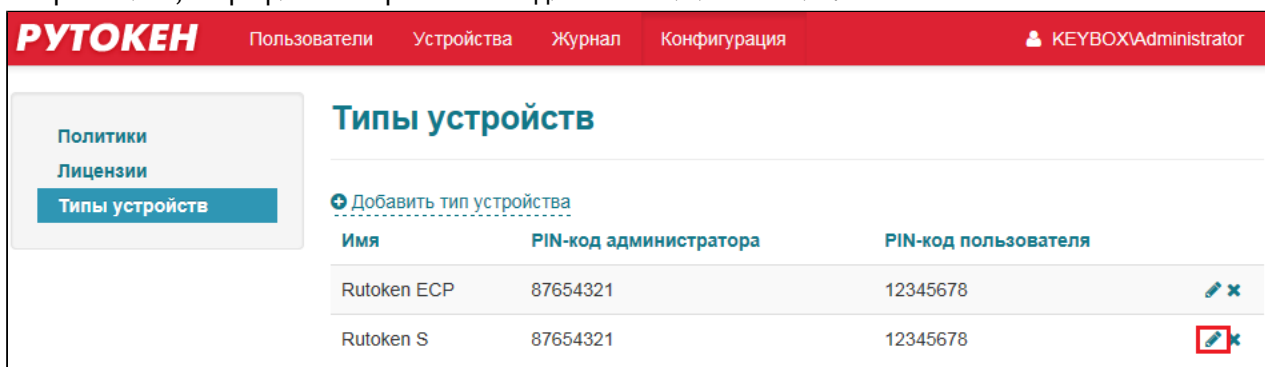 РУТОКЕН Пользователи Устройства Журнал Конфигурация KEYBOX\Administrator
Политики
Лицензии
Типы устройств
Типы устройств
Добавить тип устройства
Имя PIN-код администратора PIN-код пользователя
Rutoken ECP 87654321 12345678
Rutoken S 87654321 12345678